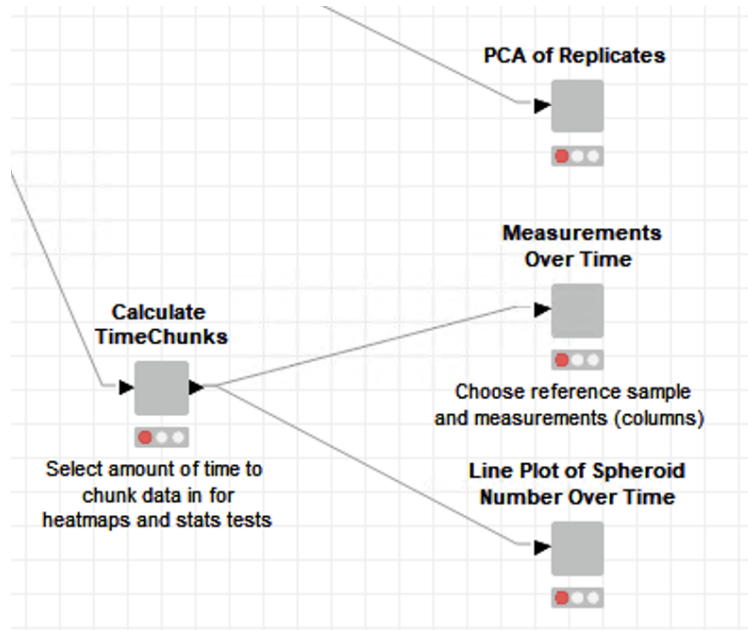 PCA of Replicates
Measurements
Over Time
Calculate
TimeChunks
Choose reference sample
and measurements (columns)
Select amount of time to
chunk data in for
heatmaps and stats tests
Line Plot of Spheroid
Number Over Time